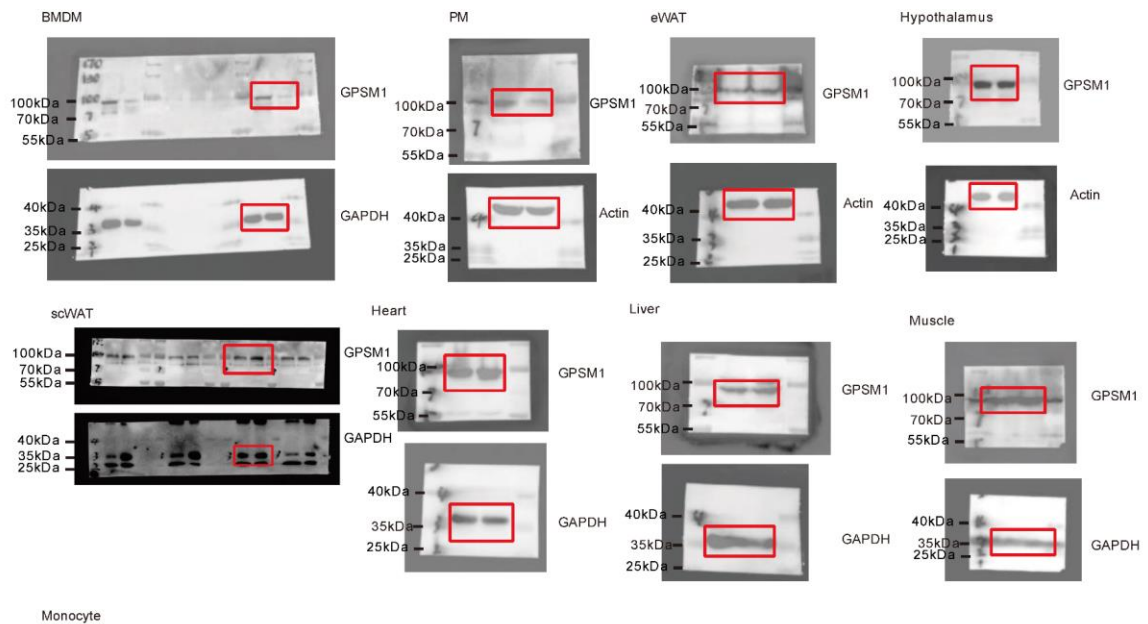 BMDM
100kDa
70kDa
55kDa
GPSM1
40kDa
35kDa
25kDa
GAPDH
PM
100kDa
70kDa
55kDa
GPSM1
40kDa
35kDa
25kDa
Actin
eWAT
100kDa
70kDa
55kDa
GPSM1
40kDa
35kDa
25kDa
Actin
Hypothalamus
100kDa
70kDa
55kDa
GPSM1
40kDa
35kDa
25kDa
Actin
scWAT
100kDa
70kDa
55kDa
GPSM1
40kDa
35kDa
25kDa
GAPDH
Heart
100kDa
70kDa
55kDa
GPSM1
40kDa
35kDa
25kDa
GAPDH
Liver
100kDa
70kDa
55kDa
GPSM1
40kDa
35kDa
25kDa
GAPDH
Muscle
100kDa
70kDa
55kDa
GPSM1
40kDa
35kDa
25kDa
GAPDH
Monocyte